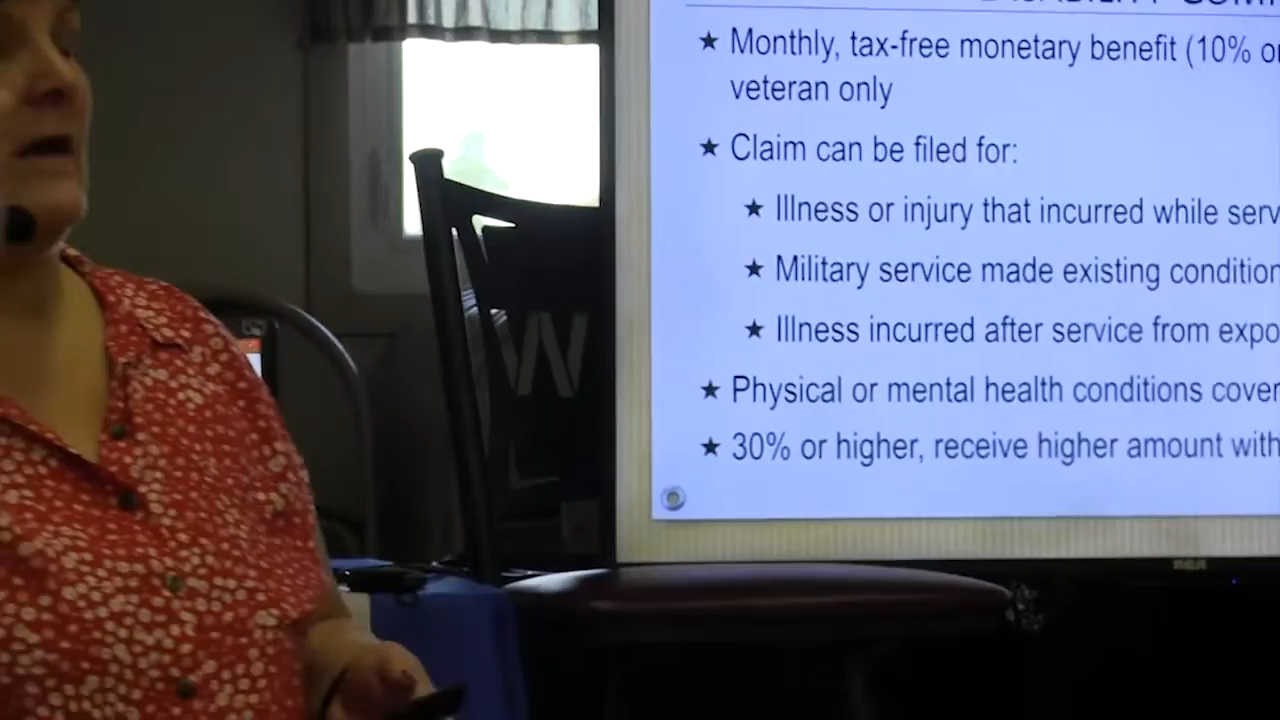 Monthly, tax-free monetary benefit (10% or
veteran only
Claim can be filed for:
Illness or injury that incurred while serv
Military service made existing condition
Illness incurred after service from expo
Physical or mental health conditions cover
30% or higher, receive higher amount with
W
RCA